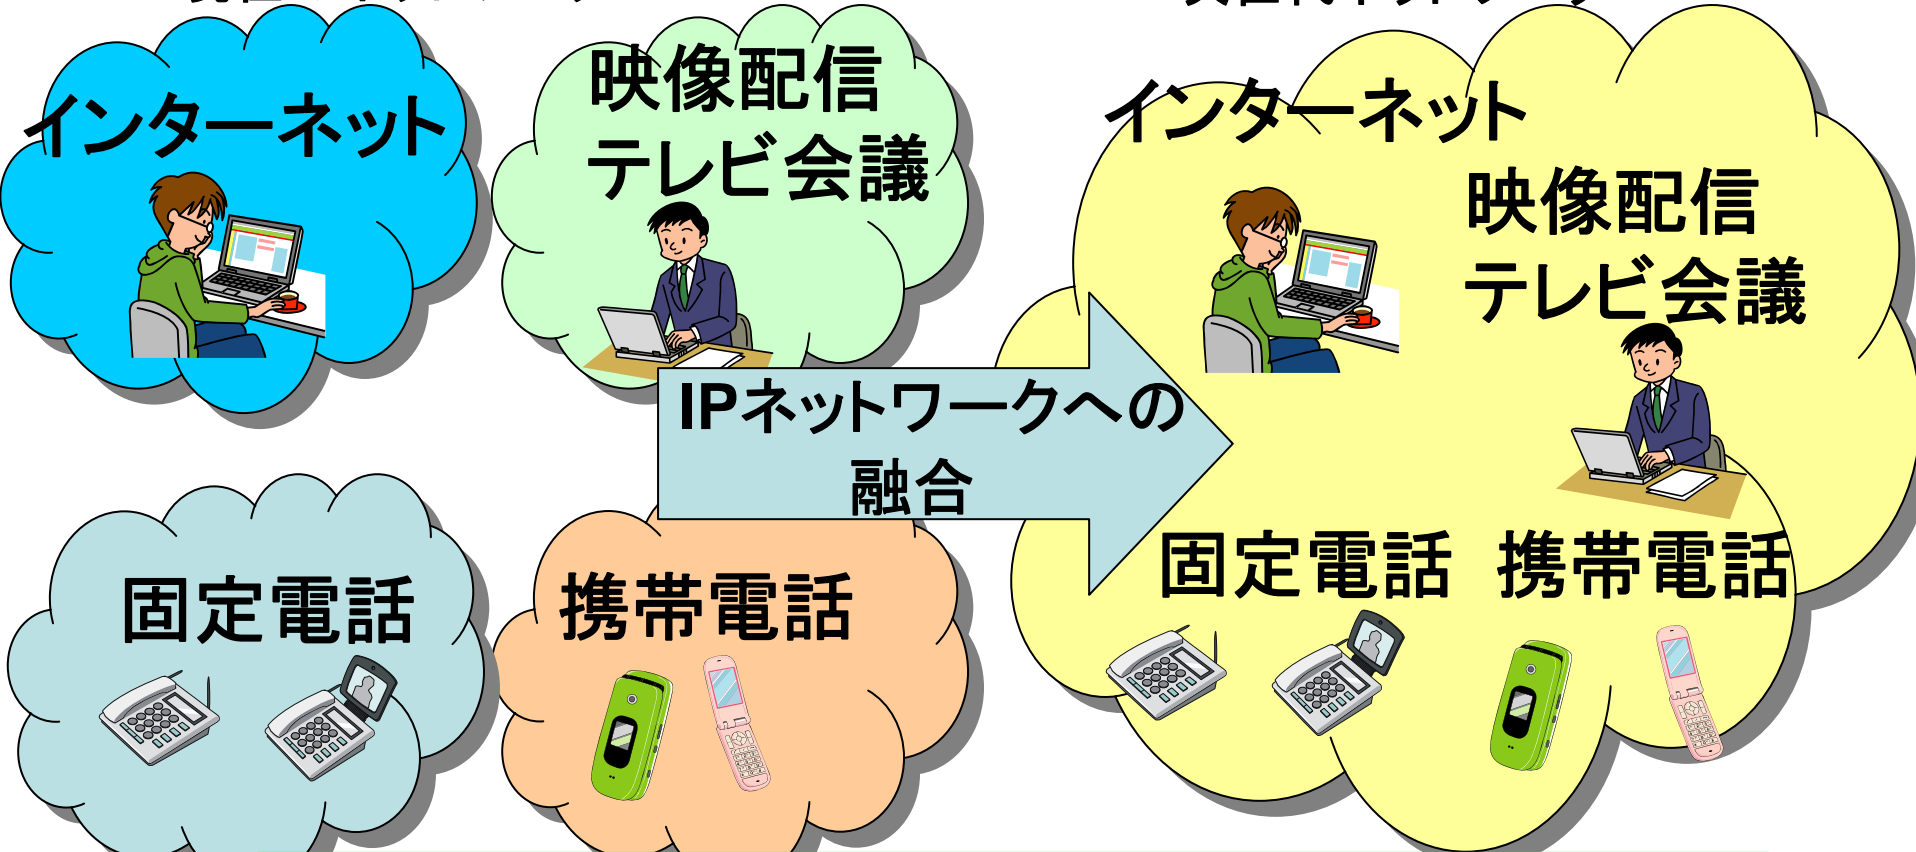 インターネット
映像配信
テレビ会議
固定電話
携帯電話
IPネットワークへの
融合
インターネット
映像配信
テレビ会議
固定電話 携帯電話